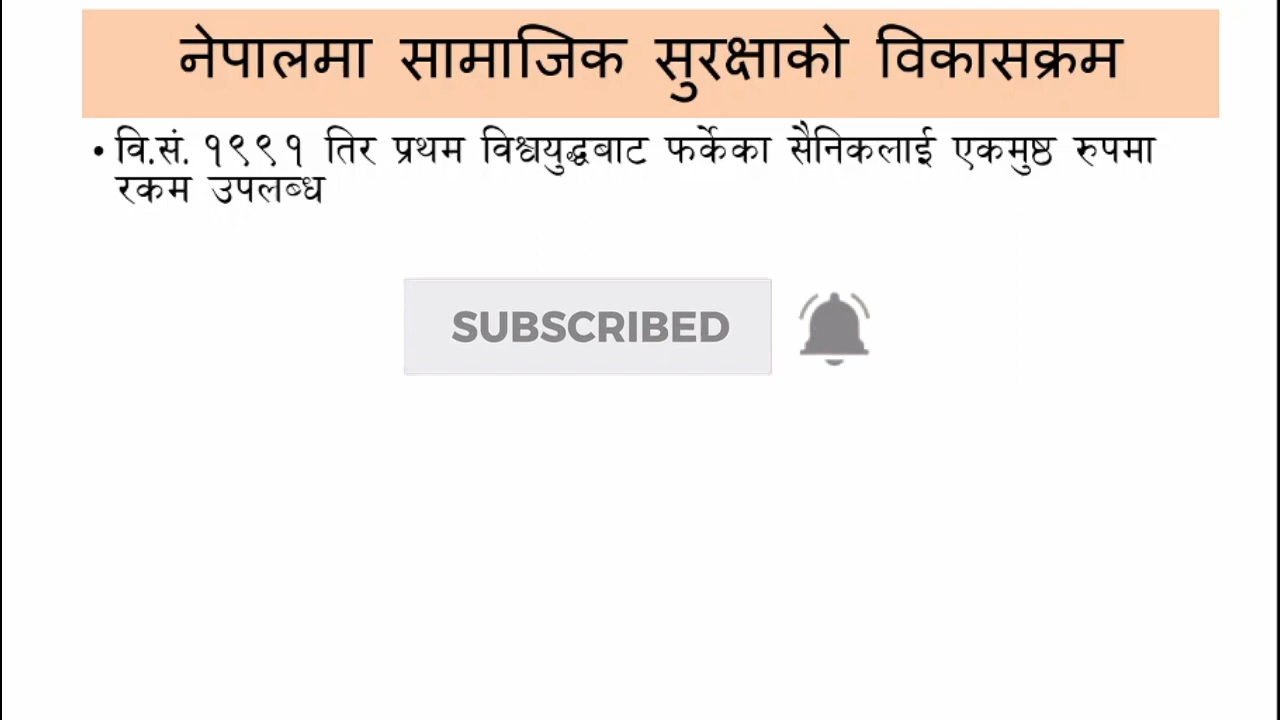 नेपालमा सामाजिक सुरक्षाको विकासक्रम
• वि.सं. १९९१ तिर प्रथम विश्वयुद्धबाट फर्केका सैनिकलाई एकमुष्ठ रुपमा
रकम उपलब्ध
SUBSCRIBED